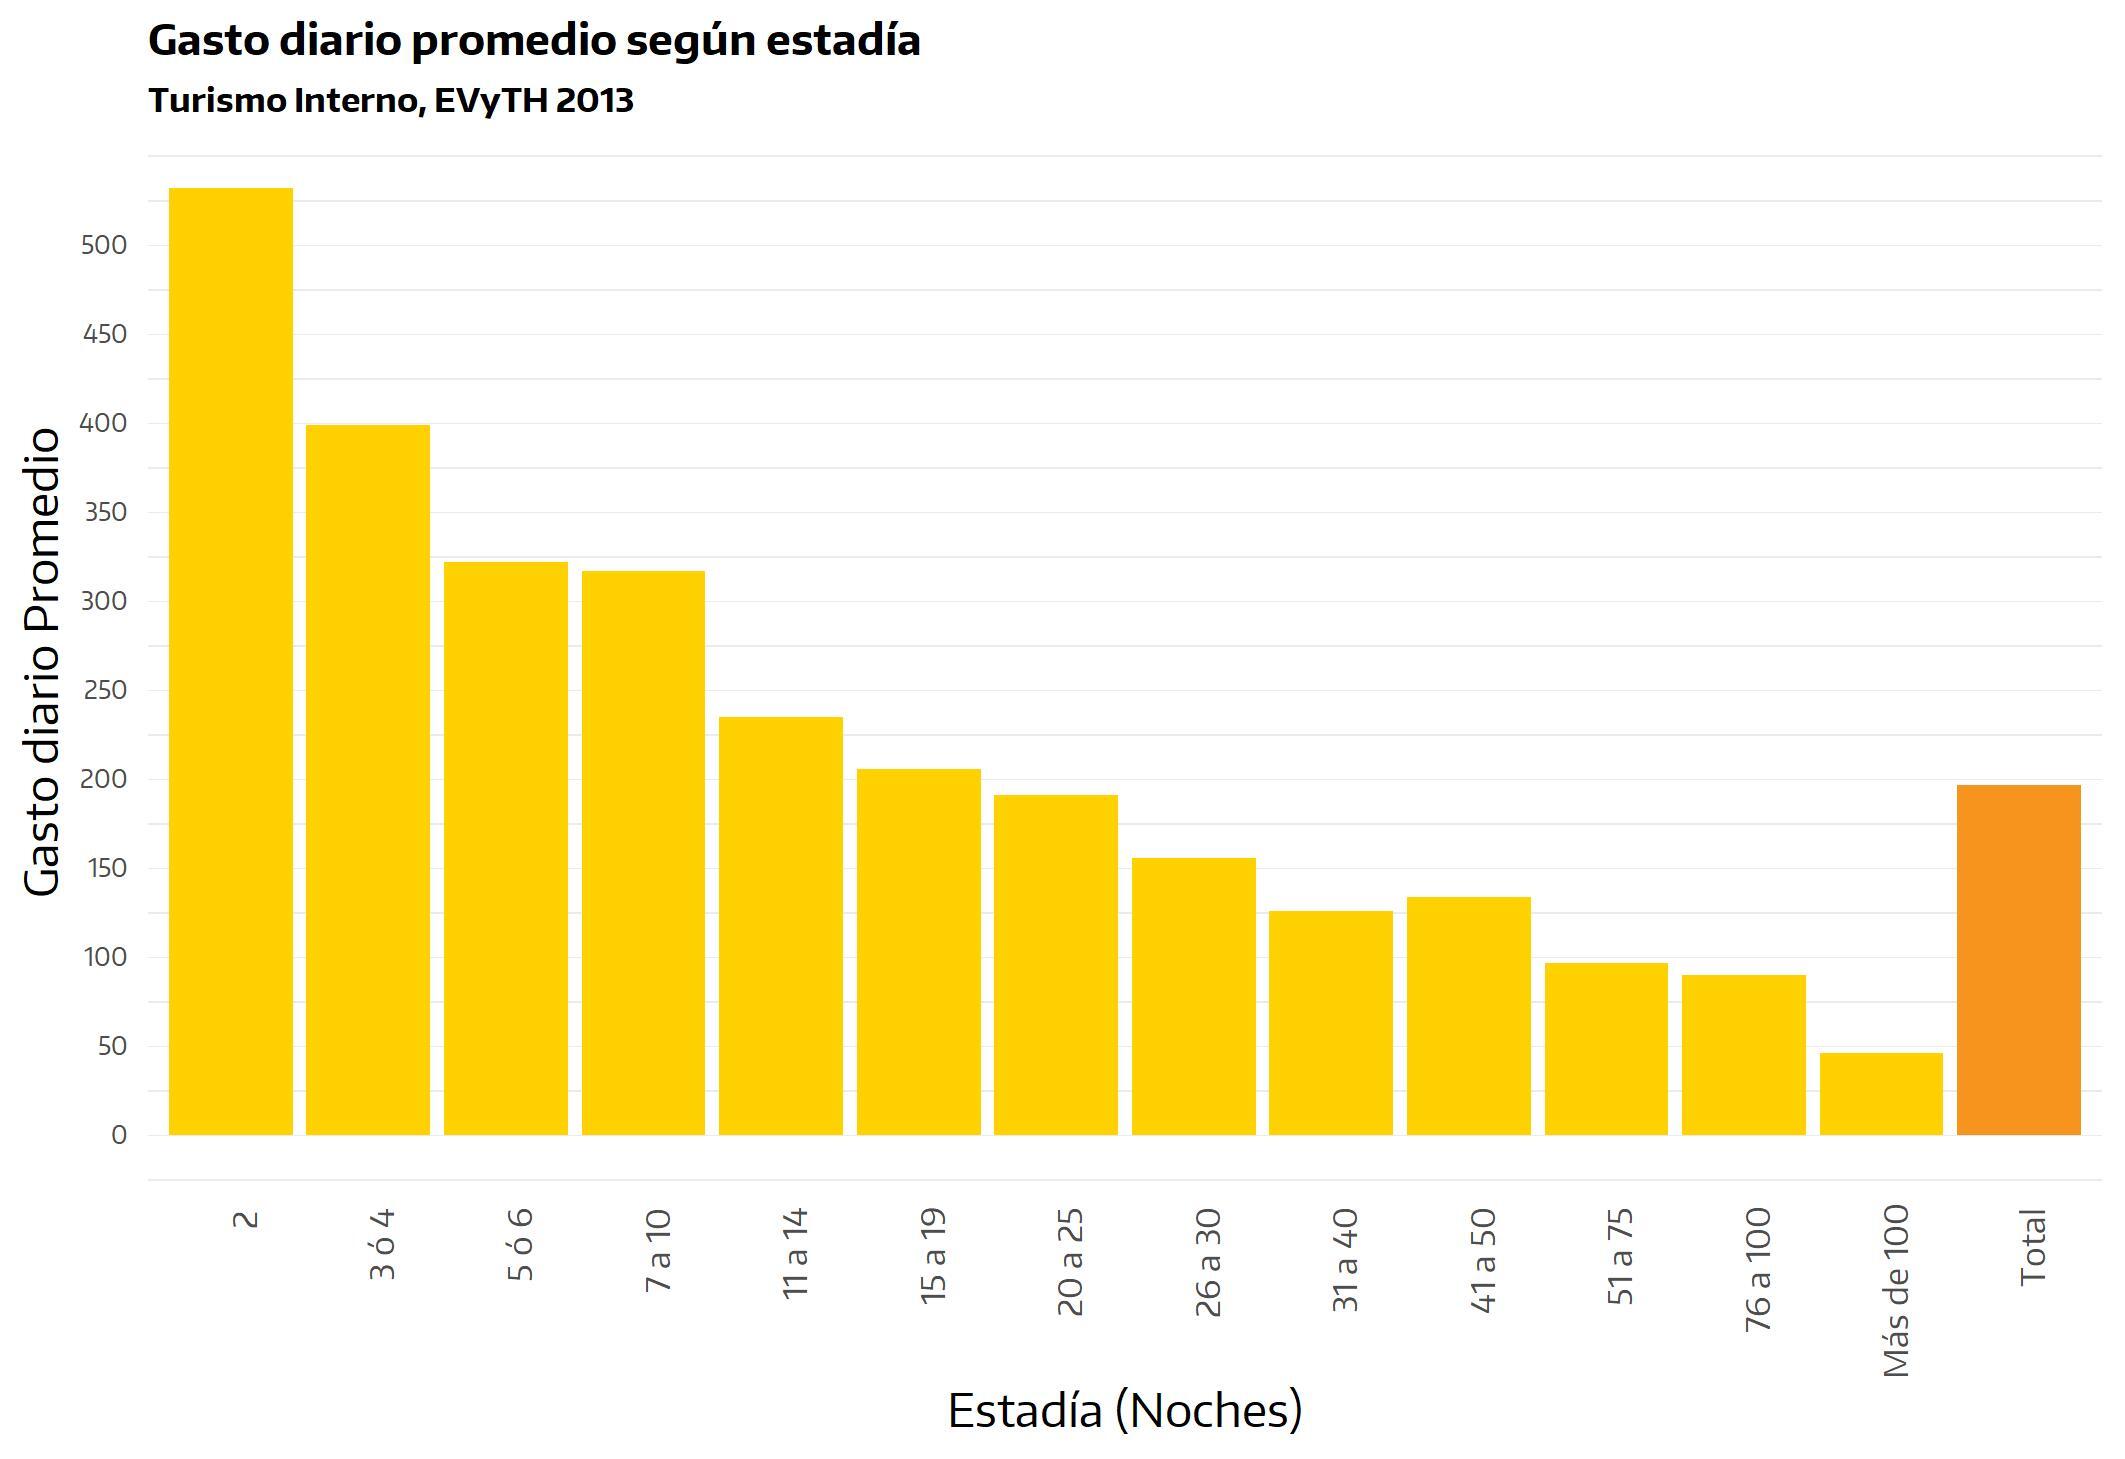 Gasto diario promedio según estadía
Turismo Interno, EVyTH 2013
Gasto diario Promedio
500
450
400
350
300
250
200
150
100
50
0
2
3 ó 4
5 ó 6
7 a 10
11 a 14
15 a 19
20 a 25
26 a 30
31 a 40
41 a 50
51 a 75
76 a 100
Más de 100
Total
Estadía (Noches)